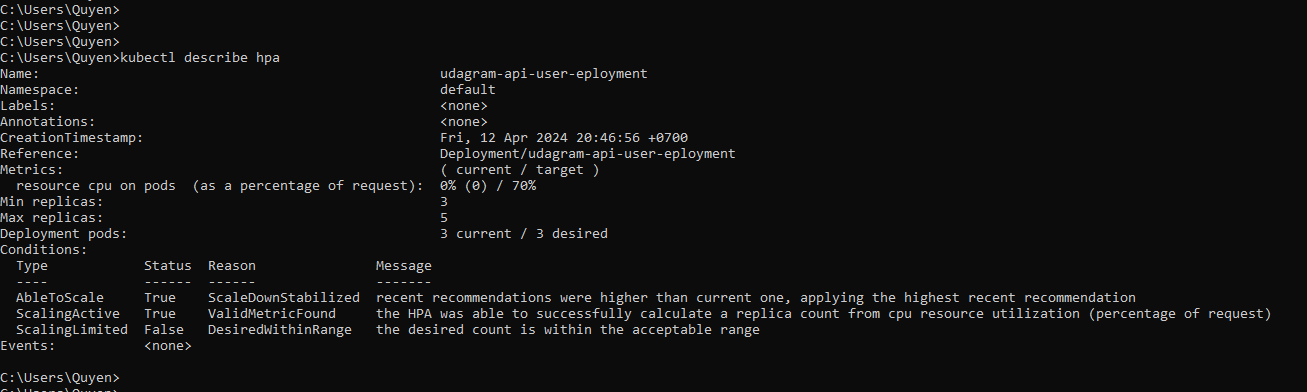 C:\Users\Quyen>
C:\Users\Quyen>
C:\Users\Quyen>
C:\Users\Quyen>kubectl describe hpa
Name: udagram-api-user-eployment
Namespace: default
Labels: <none>
Annotations: <none>
CreationTimestamp: Fri, 12 Apr 2024 20:46:56 +0700
Reference: Deployment/udagram-api-user-eployment
Metrics: ( current / target )
resource cpu on pods (as a percentage of request): 0% (0) / 70%
Min replicas: 3
Max replicas: 5
Deployment pods: 3 current / 3 desired
Conditions:
Type Status Reason Message
---- ------ ------ -------
AbleToScale True ScaleDownStabilized recent recommendations were higher than current one, applying the highest recent recommendation
ScalingActive True ValidMetricFound the HPA was able to successfully calculate a replica count from cpu resource utilization (percentage of request)
ScalingLimited False DesiredWithinRange the desired count is within the acceptable range
Events: <none>
C:\Users\Quyen>